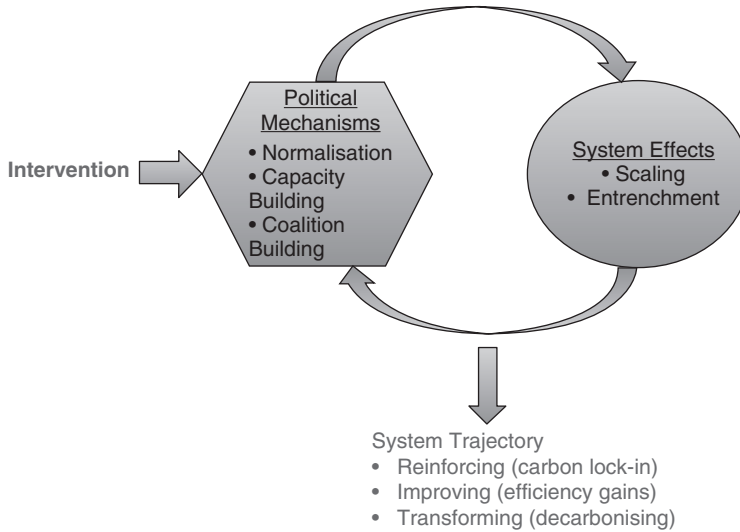 Intervention
Political
Mechanisms
• Normalisation
• Capacity
Building
• Coalition
Building
System Effects
• Scaling
• Entrenchment
System Trajectory
• Reinforcing (carbon lock-in)
• Improving (efficiency gains)
• Transforming (decarbonising)